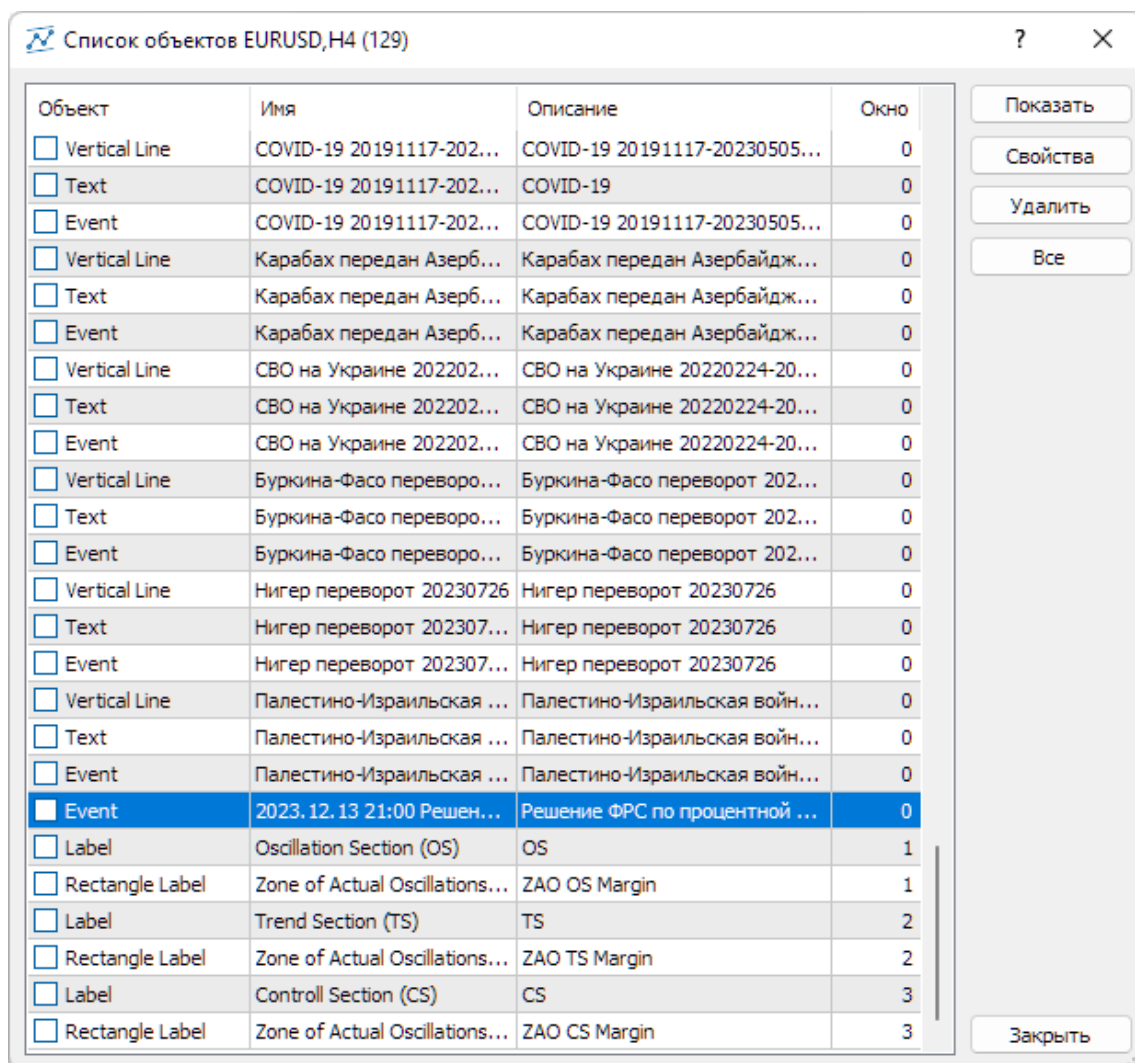 Список объектов EURUSD,H4 (129) ?
Объект Имя Описание Окно Показать
Vertical Line COVID-19 20191117-202... COVID-19 20191117-20230505... 0 Свойства
Text COVID-19 20191117-202... COVID-19 0 Удалить
Event COVID-19 20191117-202... COVID-19 20191117-20230505... 0
Vertical Line Карабах передан Азерб... Карабах передан Азербайдж... 0 Все
Text Карабах передан Азерб... Карабах передан Азербайдж... 0
Event Карабах передан Азерб... Карабах передан Азербайдж... 0
Vertical Line СВО на Украине 202202... СВО на Украине 20220224-20... 0
Text СВО на Украине 202202... СВО на Украине 20220224-20... 0
Event СВО на Украине 202202... СВО на Украине 20220224-20... 0
Vertical Line Буркина-Фасо переворо... Буркина-Фасо переворот 202... 0
Text Буркина-Фасо переворо... Буркина-Фасо переворот 202... 0
Event Буркина-Фасо переворо... Буркина-Фасо переворот 202... 0
Vertical Line Нигер переворот 20230726 Нигер переворот 20230726 0
Text Нигер переворот 202307... Нигер переворот 20230726 0
Event Нигер переворот 202307... Нигер переворот 20230726 0
Vertical Line Палестино-Израильская ... Палестино-Израильская войн... 0
Text Палестино-Израильская ... Палестино-Израильская войн... 0
Event Палестино-Израильская ... Палестино-Израильская войн... 0
Event 2023.12.13 21:00 Решен... Решение ФРС по процентной ... 0
Label Oscillation Section (OS) OS 1
Rectangle Label Zone of Actual Oscillations... ZAO OS Margin 1
Label Trend Section (TS) TS 2
Rectangle Label Zone of Actual Oscillations... ZAO TS Margin 2
Label Controll Section (CS) CS 3
Rectangle Label Zone of Actual Oscillations... ZAO CS Margin 3 Закрыть